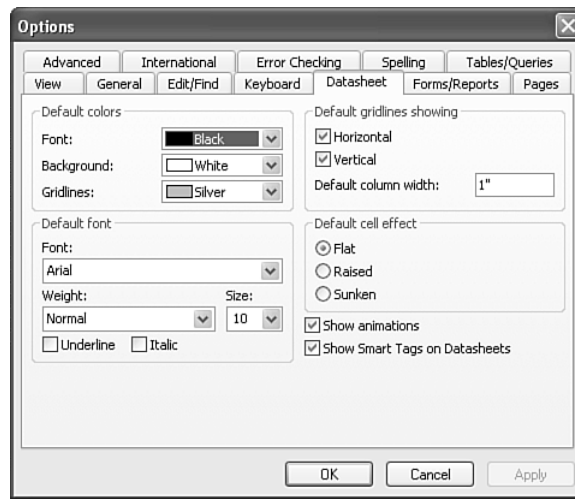 Options
Advanced International Error Checking Spelling Tables/Queries
View General Edit/Find Keyboard Datasheet Forms/Reports Pages
Default colors
Font: Black
Background: White
Gridlines: Silver
Default gridlines showing
Horizontal
Vertical
Default column width: 1"
Default font
Font:
Arial
Weight: Size:
Normal 10
Underline Italic
Default cell effect
Flat
Raised
Sunken
Show animations
Show Smart Tags on Datasheets
OK Cancel Apply